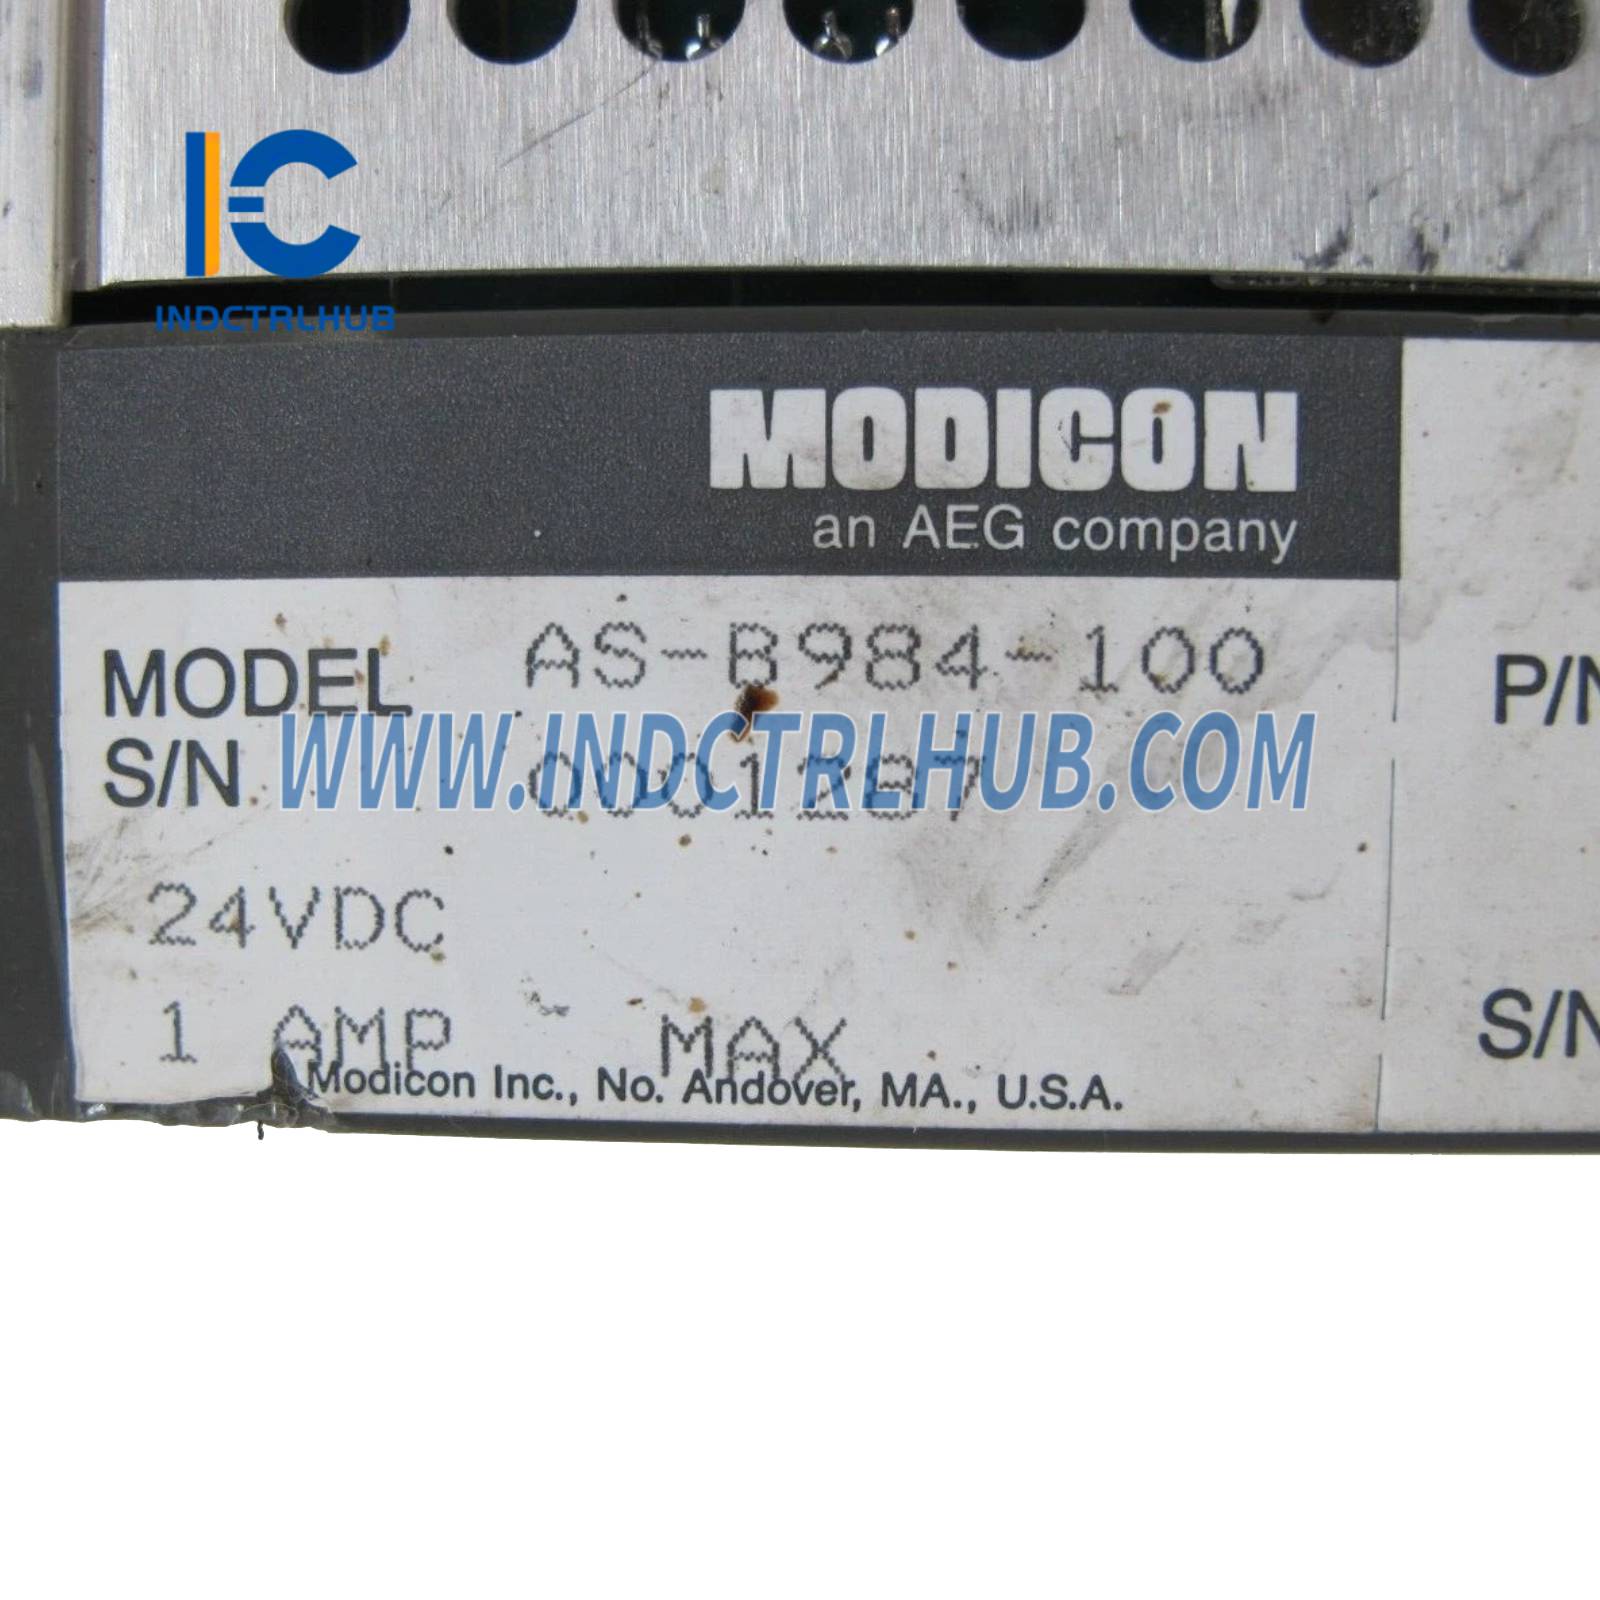 INDCTRLHUB
MODICON
an AEG company
MODEL AS-B984-100
P/N
S/N 0001287
WWW.INDCTRLHUB.COM
24VDC
1 AMP MAX
S/N
Modicon Inc., No. Andover, MA., U.S.A.